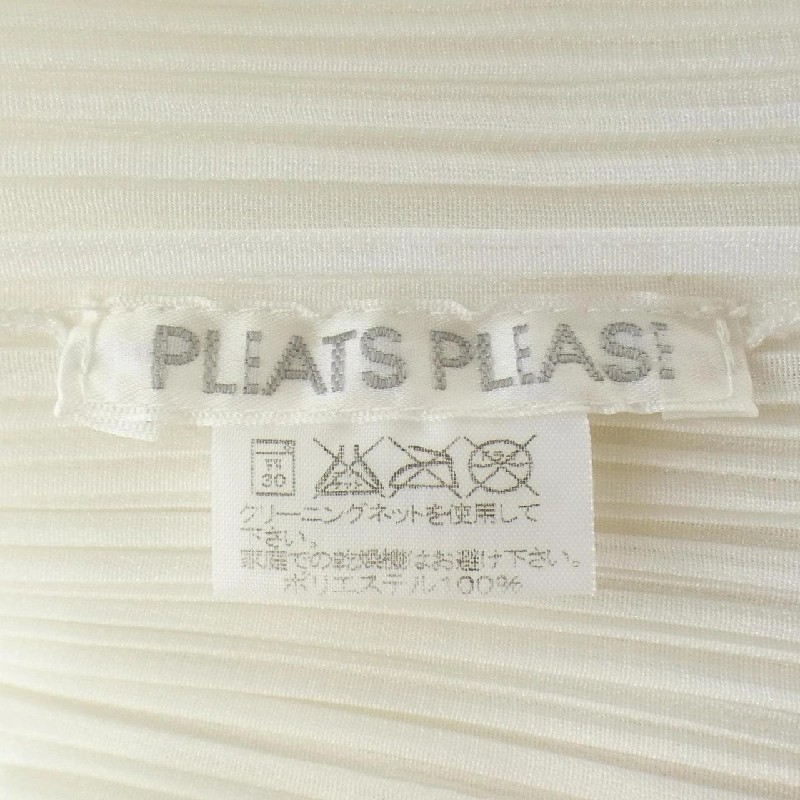 PLEATS PLEASE
30
クリーニングネットを使用して
下さい。
家庭での乾燥機はお避け下さい。
ポリエステル100%